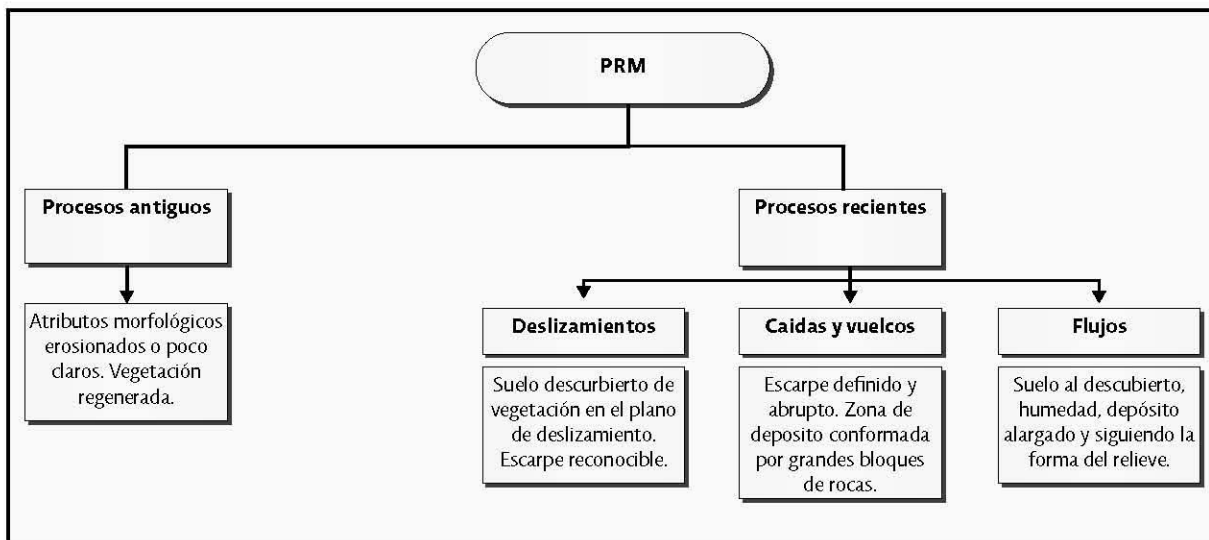 PRM
Procesos antiguos
Procesos recientes
Atributos morfológicos
erosionados o poco
claros. Vegetación
regenerada.
Deslizamientos
Suelo descurbierto de
vegetación en el plano
de deslizamiento.
Escarpe reconocible.
Caidas y vuelcos
Escarpe definido y
abrupto. Zona de
deposito conformada
por grandes bloques
de rocas.
Flujos
Suelo al descubierto,
humedad, depósito
alargado y siguiendo la
forma del relieve.